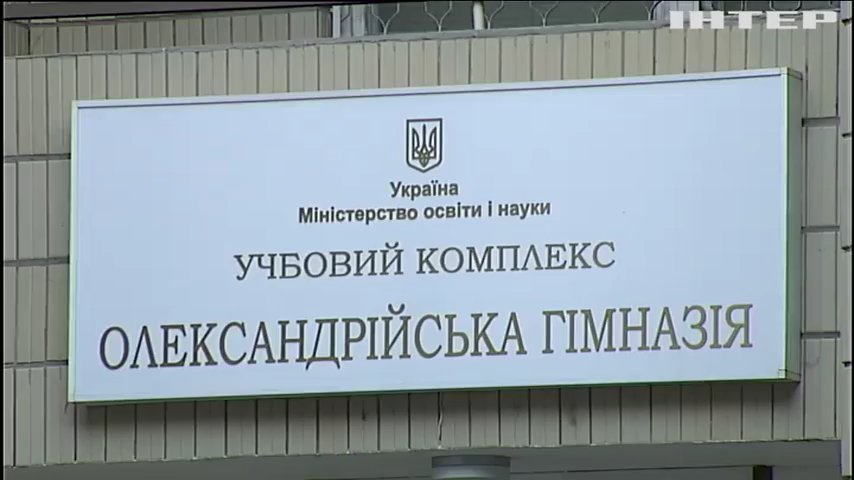 ІНТЕР
Україна
Міністерство освіти і науки
УЧБОВИЙ КОМПЛЕКС
ОЛЕКСАНДРІЙСЬКА ГІМНАЗІЯ